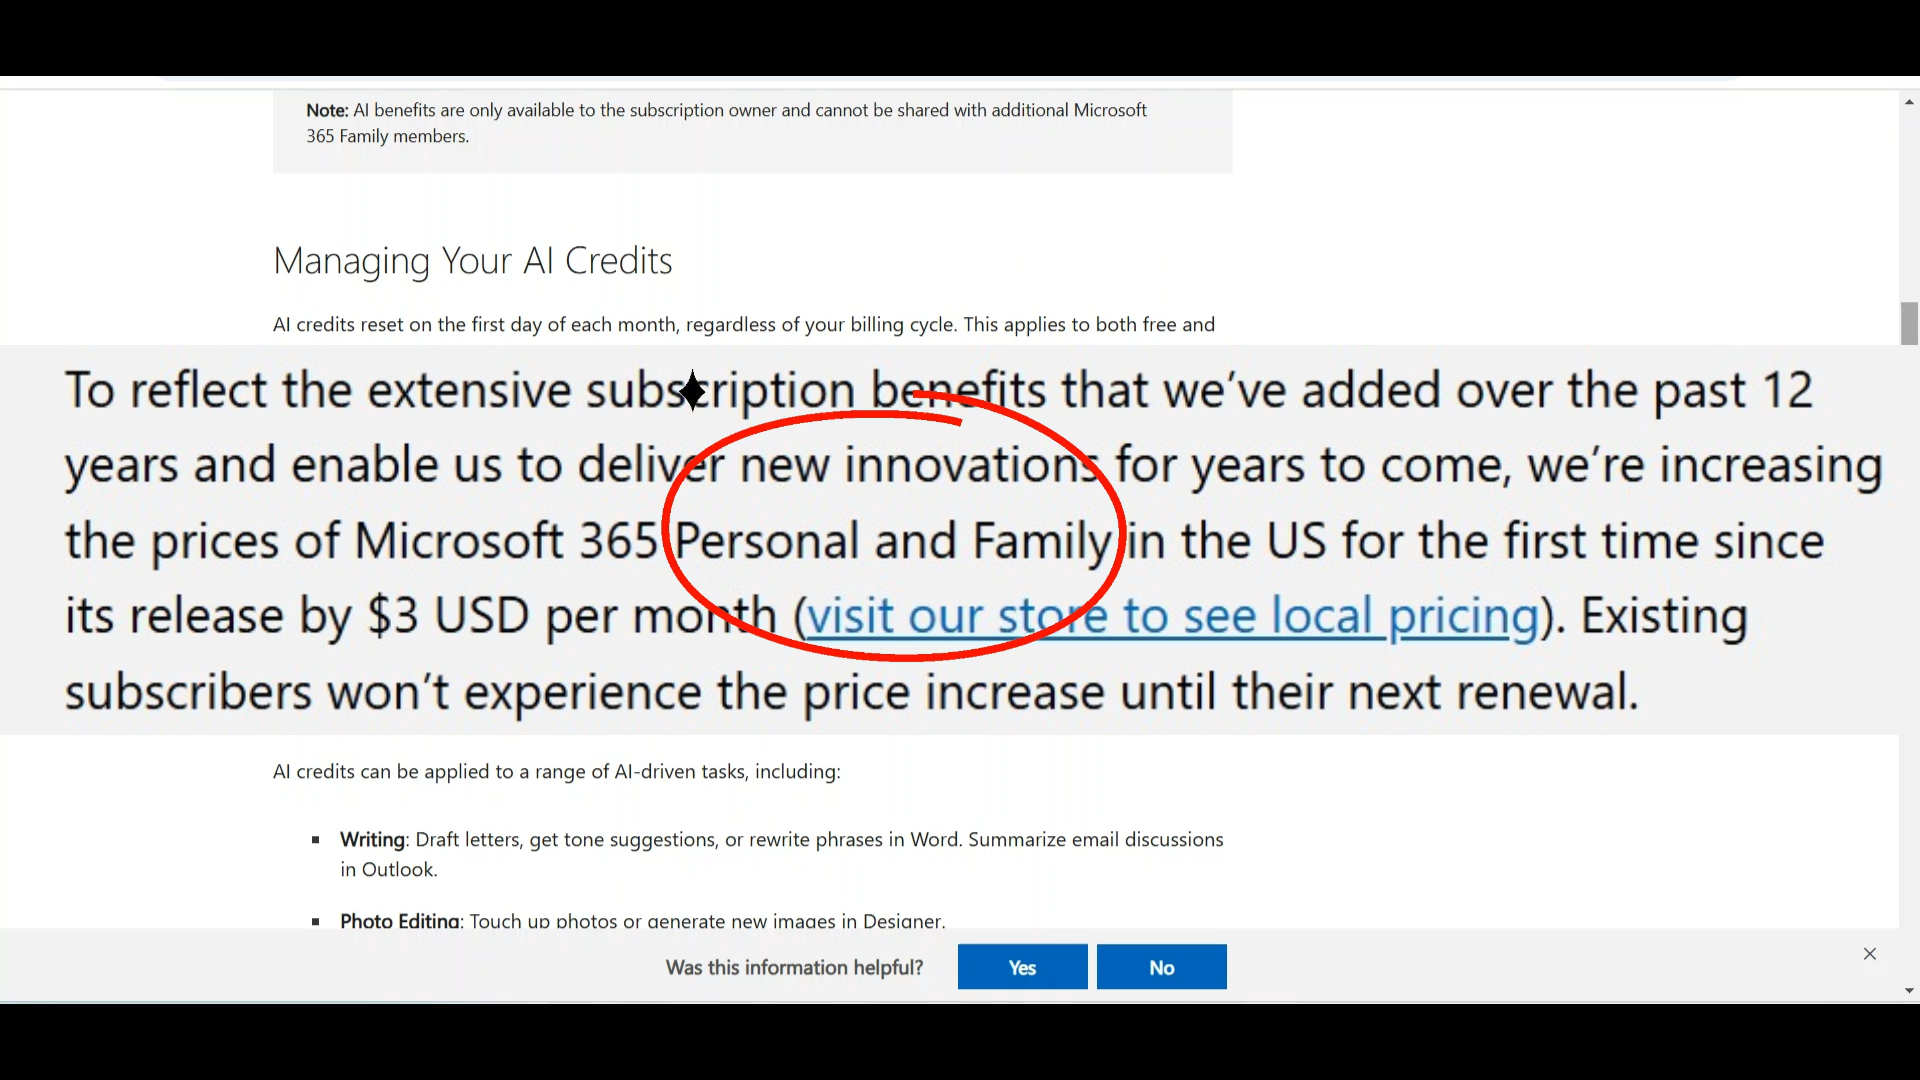 Note: AI benefits are only available to the subscription owner and cannot be shared with additional Microsoft
365 Family members.
Managing Your AI Credits
AI credits reset on the first day of each month, regardless of your billing cycle. This applies to both free and
To reflect the extensive subscription benefits that we’ve added over the past 12
years and enable us to deliver new innovations for years to come, we’re increasing
the prices of Microsoft 365 Personal and Family in the US for the first time since
its release by $3 USD per month (visit our store to see local pricing). Existing
subscribers won’t experience the price increase until their next renewal.
AI credits can be applied to a range of AI-driven tasks, including:
▪ Writing: Draft letters, get tone suggestions, or rewrite phrases in Word. Summarize email discussions
in Outlook.
▪ Photo Editing: Touch up photos or generate new images in Designer.
Was this information helpful? Yes No